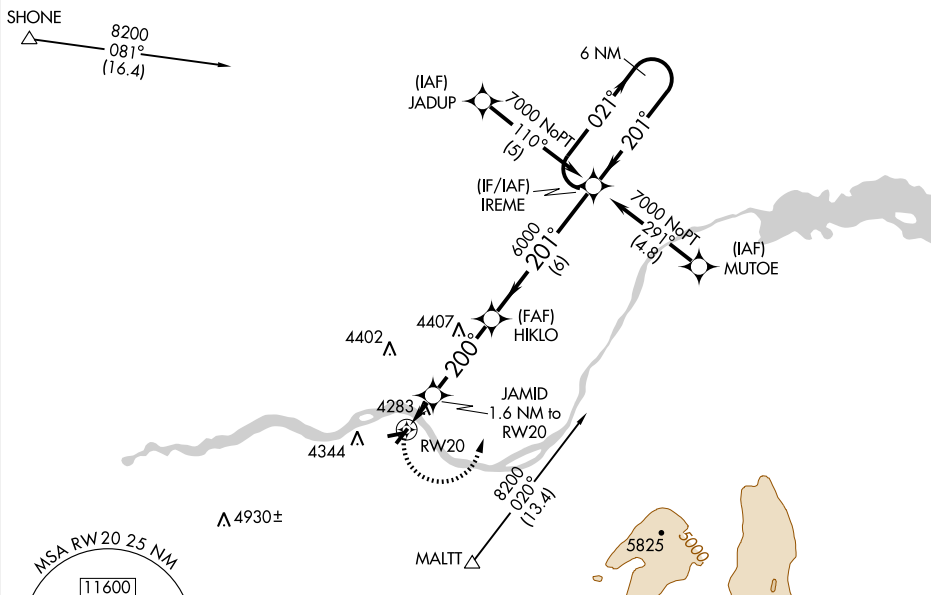 SHONE
8200
081°
(16.4)
6 NM
(IAF)
JADUP
7000 NoPT
110°
(5)
021°
201°
(IF/IAF)
IREME
7000 NoPT
291°
(4.8)
(IAF)
MUTOE
6000
201°
(6)
(FAF)
HIKLO
4407
4402
200°
JAMID
1.6 NM to
RW20
4283
RW20
4344
8200
020°
(13.4)
4930±
MALTT
5825
5000
MSA RW20 25 NM
11600